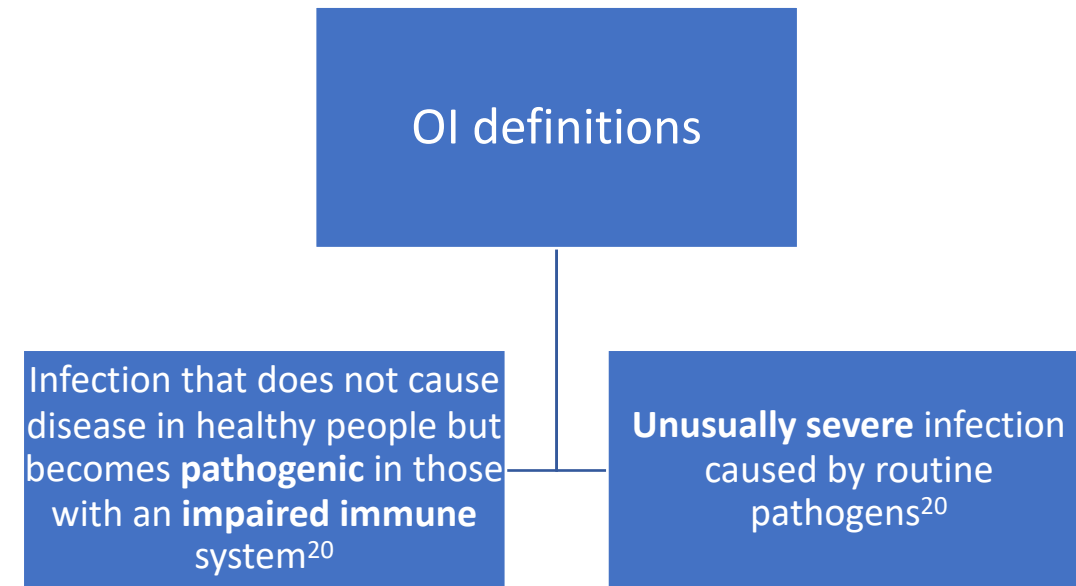 OI definitions
Infection that does not cause
disease in healthy people but
becomes pathogenic in those
with an impaired immune
system20
Unusually severe infection
caused by routine
pathogens20